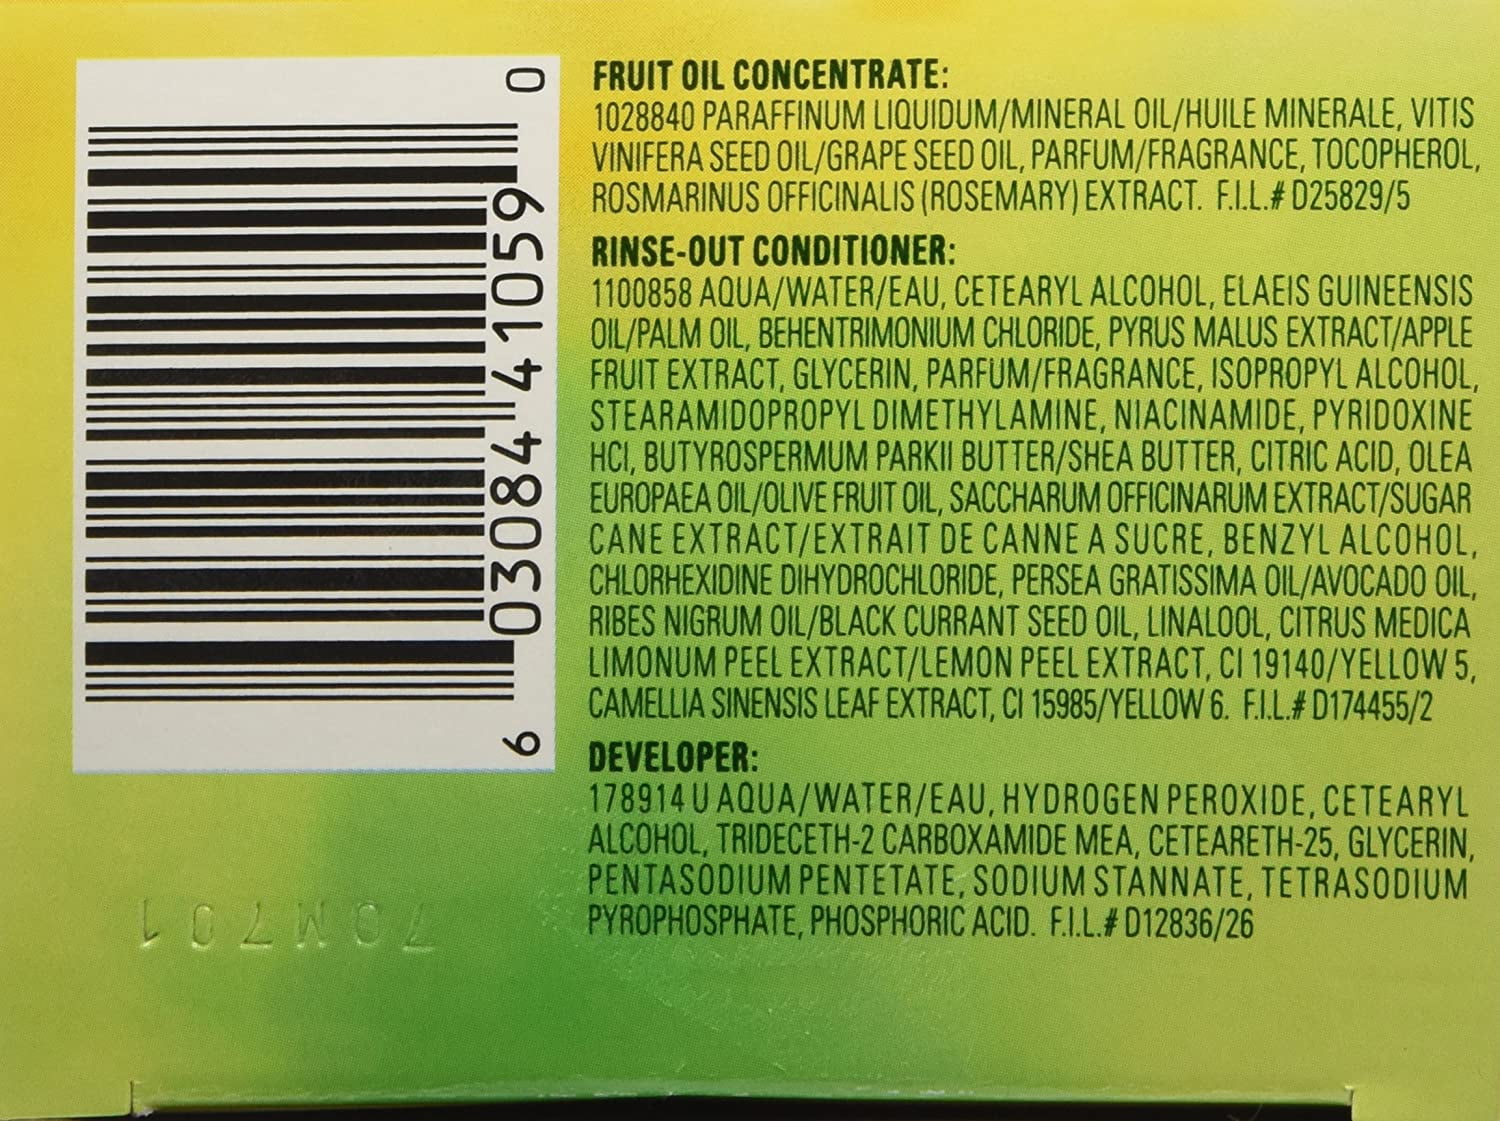 0
603084 41059
6
FRUIT OIL CONCENTRATE:
1028840 PARAFFINUM LIQUIDUM/MINERAL OIL/HUILE MINERALE, VITIS
VINIFERA SEED OIL/GRAPE SEED OIL, PARFUM/FRAGRANCE, TOCOPHEROL,
ROSMARINUS OFFICINALIS (ROSEMARY) EXTRACT. F.I.L.# D25829/5
RINSE-OUT CONDITIONER:
1100858 AQUA/WATER/EAU, CETEARYL ALCOHOL, ELAEIS GUINEENSIS
OIL/PALM OIL, BEHENTRIMONIUM CHLORIDE, PYRUS MALUS EXTRACT/APPLE
FRUIT EXTRACT, GLYCERIN, PARFUM/FRAGRANCE, ISOPROPYL ALCOHOL,
STEARAMIDOPROPYL DIMETHYLAMINE, NIACINAMIDE, PYRIDOXINE
HCI, BUTYROSPERMUM PARKII BUTTER/SHEA BUTTER, CITRIC ACID, OLEA
EUROPAEA OIL/OLIVE FRUIT OIL, SACCHARUM OFFICINARUM EXTRACT/SUGAR
CANE EXTRACT/EXTRAIT DE CANNE A SUCRE, BENZYL ALCOHOL,
CHLORHEXIDINE DIHYDROCHLORIDE, PERSEA GRATISSIMA OIL/AVOCADO OIL,
RIBES NIGRUM OIL/BLACK CURRANT SEED OIL, LINALOOL, CITRUS MEDICA
LIMONUM PEEL EXTRACT/LEMON PEEL EXTRACT, CI 19140/YELLOW 5,
CAMELLIA SINENSIS LEAF EXTRACT, CI 15985/YELLOW 6. F.I.L.# D174455/2
DEVELOPER:
178914 U AQUA/WATER/EAU, HYDROGEN PEROXIDE, CETEARYL
ALCOHOL, TRIDECETH-2 CARBOXAMIDE MEA, CETEARETH-25, GLYCERIN,
PENTASODIUM PENTETATE, SODIUM STANNATE, TETRASODIUM
PYROPHOSPHATE, PHOSPHORIC ACID. F.I.L.# D12836/26